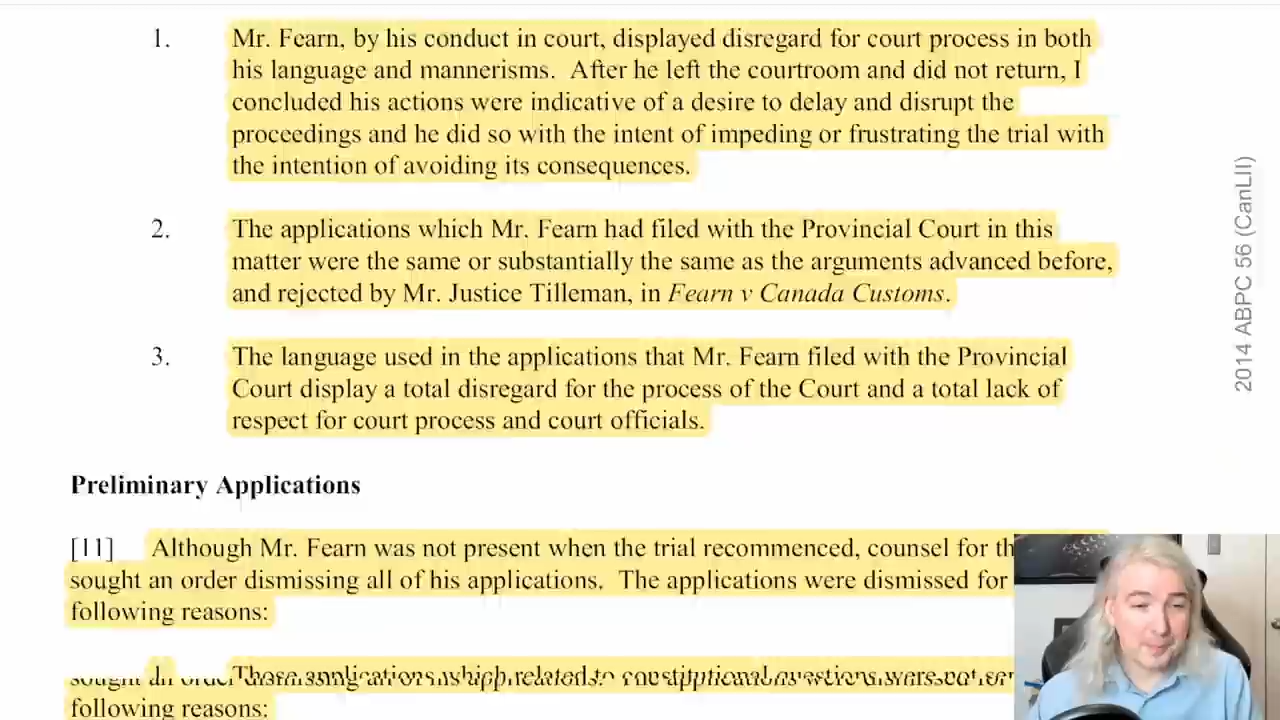 1. Mr. Fearn, by his conduct in court, displayed disregard for court process in both
his language and mannerisms. After he left the courtroom and did not return, I
concluded his actions were indicative of a desire to delay and disrupt the
proceedings and he did so with the intent of impeding or frustrating the trial with
the intention of avoiding its consequences.
2. The applications which Mr. Fearn had filed with the Provincial Court in this
matter were the same or substantially the same as the arguments advanced before,
and rejected by Mr. Justice Tilleman, in Fearn v Canada Customs.
3. The language used in the applications that Mr. Fearn filed with the Provincial
Court display a total disregard for the process of the Court and a total lack of
respect for court process and court officials.
Preliminary Applications
[11] Although Mr. Fearn was not present when the trial recommenced, counsel for
sought an order dismissing all of his applications. The applications were dismissed for
following reasons:
following reasons:
2014 ABPC 56 (CanLII)